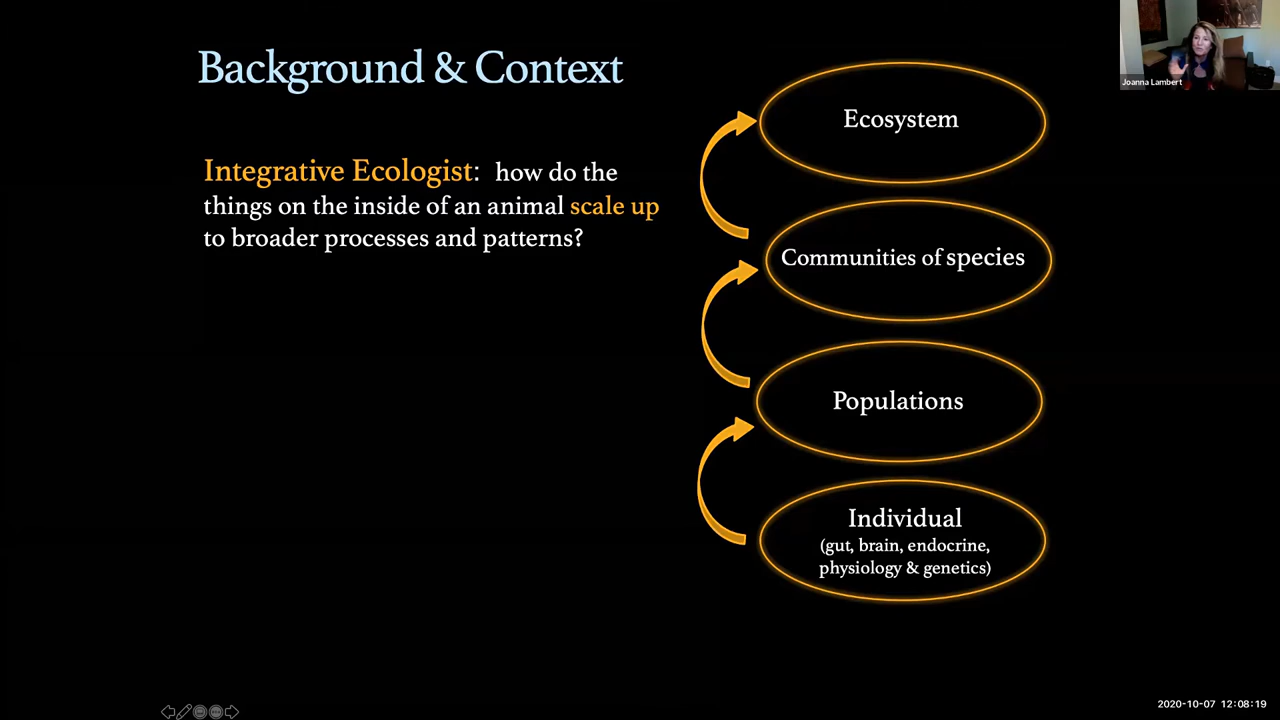 Background & Context
Integrative Ecologist: how do the
things on the inside of an animal scale up
to broader processes and patterns?
Ecosystem
Communities of species
Populations
Individual
(gut, brain, endocrine,
physiology & genetics)
Joanna Lambert
2020-10-07 12:08:19